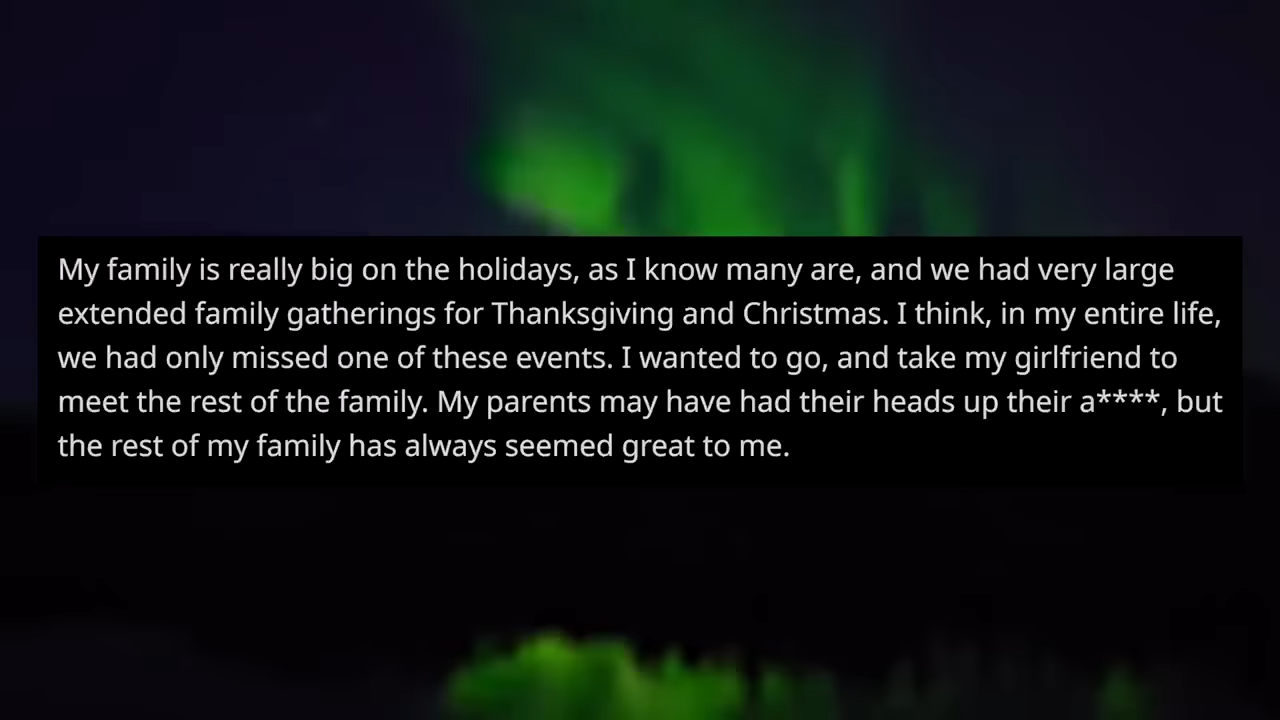 My family is really big on the holidays, as I know many are, and we had very large
extended family gatherings for Thanksgiving and Christmas. I think, in my entire life,
we had only missed one of these events. I wanted to go, and take my girlfriend to
meet the rest of the family. My parents may have had their heads up their a****, but
the rest of my family has always seemed great to me.